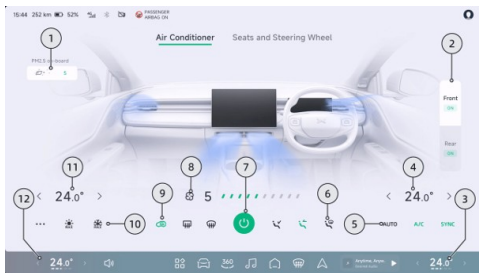 15:44 252 km 52% PASSENGER
AIRBAG ON
Air Conditioner Seats and Steering Wheel
1
2
Front
ON
Rear
ON
11
8
7
4
24.0°
5
24.0°
12
9
10
6
5
3
AUTO A/C SYNC
24.0°
360
24.0°